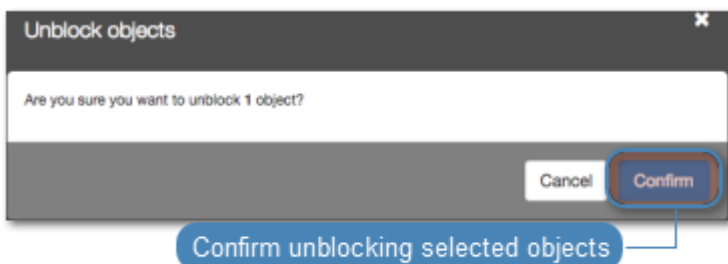 Unblock objects
Are you sure you want to unblock 1 object?
Cancel Confirm
Confirm unblocking selected objects